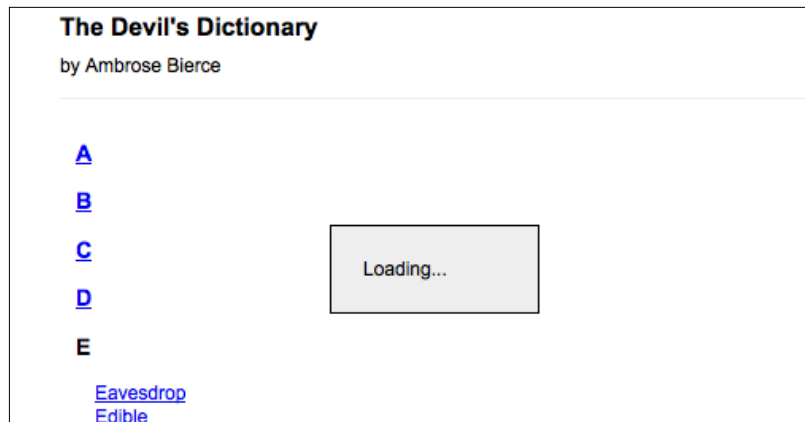 The Devil's Dictionary
by Ambrose Bierce
A
B
C
Loading...
D
E
Eavesdrop
Edible